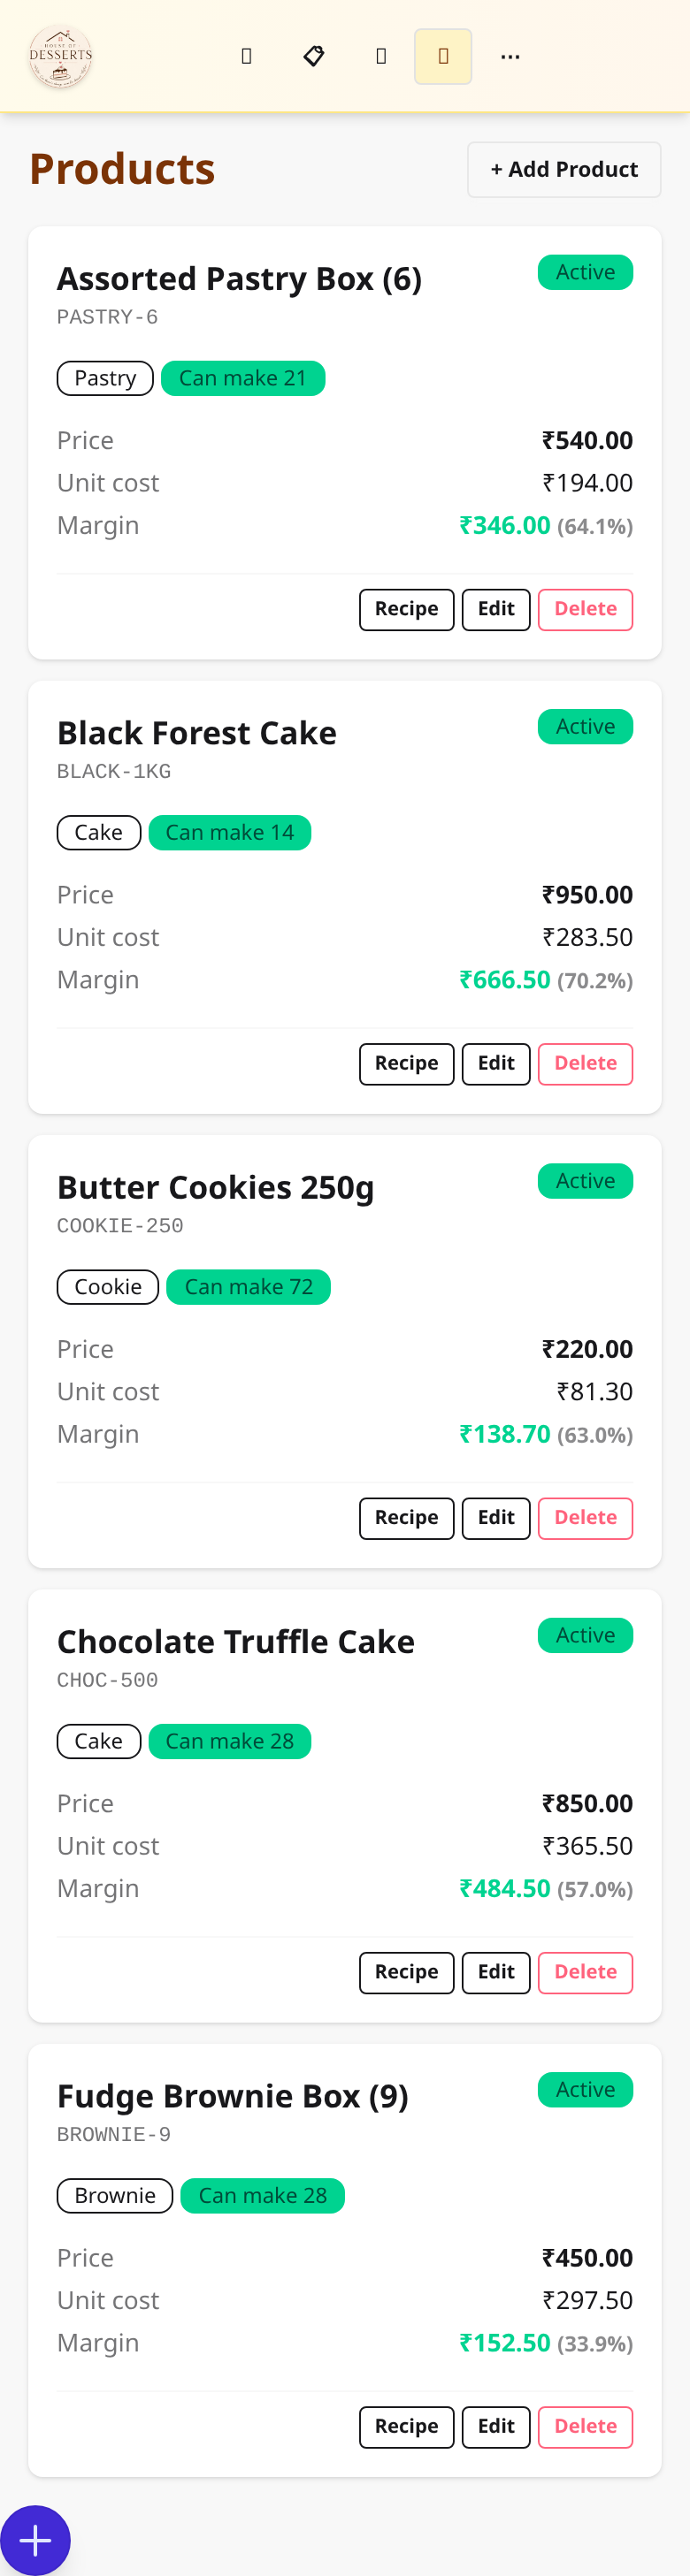 HOUSE OF
DESSERTS
Products
+ Add Product
Assorted Pastry Box (6)
Active
PASTRY-6
Pastry
Can make 21
Price
₹540.00
Unit cost
₹194.00
Margin
₹346.00 (64.1%)
Recipe
Edit
Delete
Black Forest Cake
Active
BLACK-1KG
Cake
Can make 14
Price
₹950.00
Unit cost
₹283.50
Margin
₹666.50 (70.2%)
Recipe
Edit
Delete
Butter Cookies 250g
Active
COOKIE-250
Cookie
Can make 72
Price
₹220.00
Unit cost
₹81.30
Margin
₹138.70 (63.0%)
Recipe
Edit
Delete
Chocolate Truffle Cake
Active
CHOC-500
Cake
Can make 28
Price
₹850.00
Unit cost
₹365.50
Margin
₹484.50 (57.0%)
Recipe
Edit
Delete
Fudge Brownie Box (9)
Active
BROWNIE-9
Brownie
Can make 28
Price
₹450.00
Unit cost
₹297.50
Margin
₹152.50 (33.9%)
Recipe
Edit
Delete